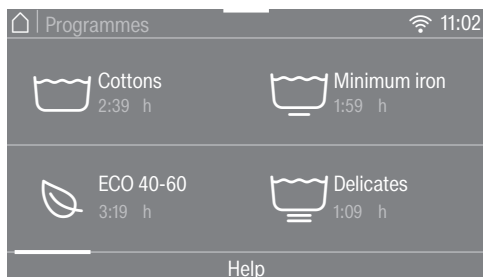 Programmes 11:02
Cottons
2:39 h
Minimum iron
1:59 h
ECO 40-60
3:19 h
Delicates
1:09 h
Help